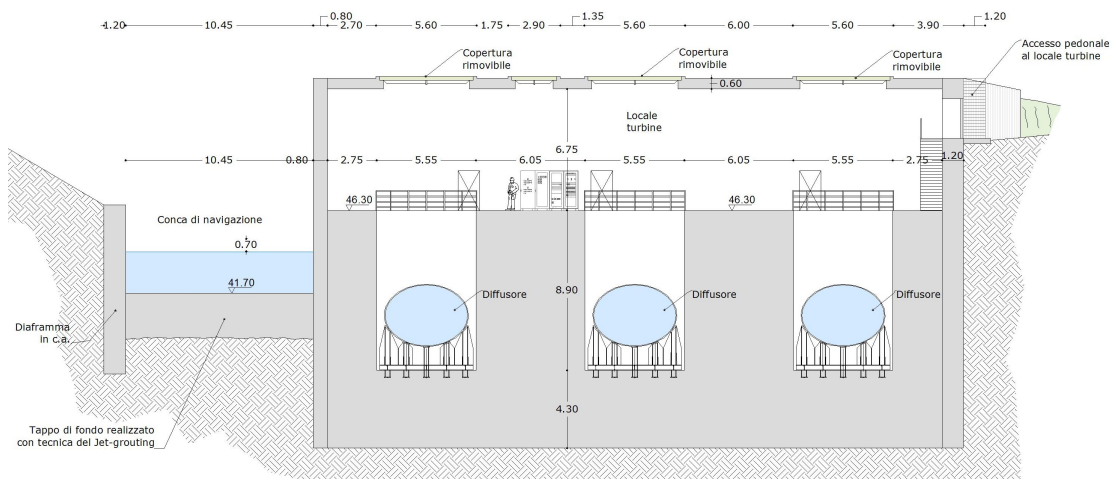 0.80
1.35
1.20
1.20
10.45
2.70
5.60
1.75
2.90
5.60
6.00
5.60
3.90
Copertura
rimovibile
Copertura
rimovibile
Copertura
rimovibile
Accesso pedonale
al locale turbine
0.60
Locale
turbine
6.75
10.45
0.80
2.75
5.55
6.05
5.55
6.05
5.55
2.75
1.20
46.30
46.30
Conca di navigazione
0.70
41.70
8.90
Diffusore
Diffusore
Diffusore
Diaframma
in c.a.
4.30
Tappo di fondo realizzato
con tecnica del Jet-grouting